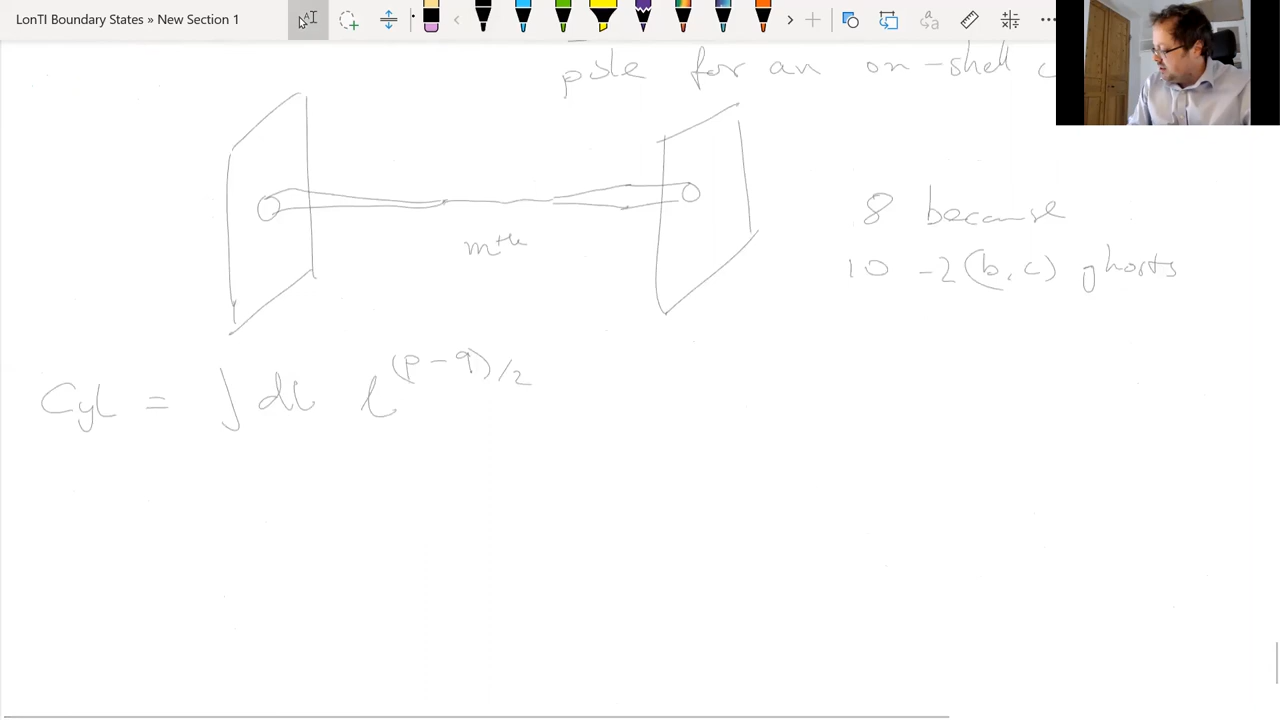 LonTI Boundary States » New Section 1
pole for an on-shell c
mth
8 because
10 -2(b,c) ghosts
Cyl = ∫ dl l^(p-9)/2